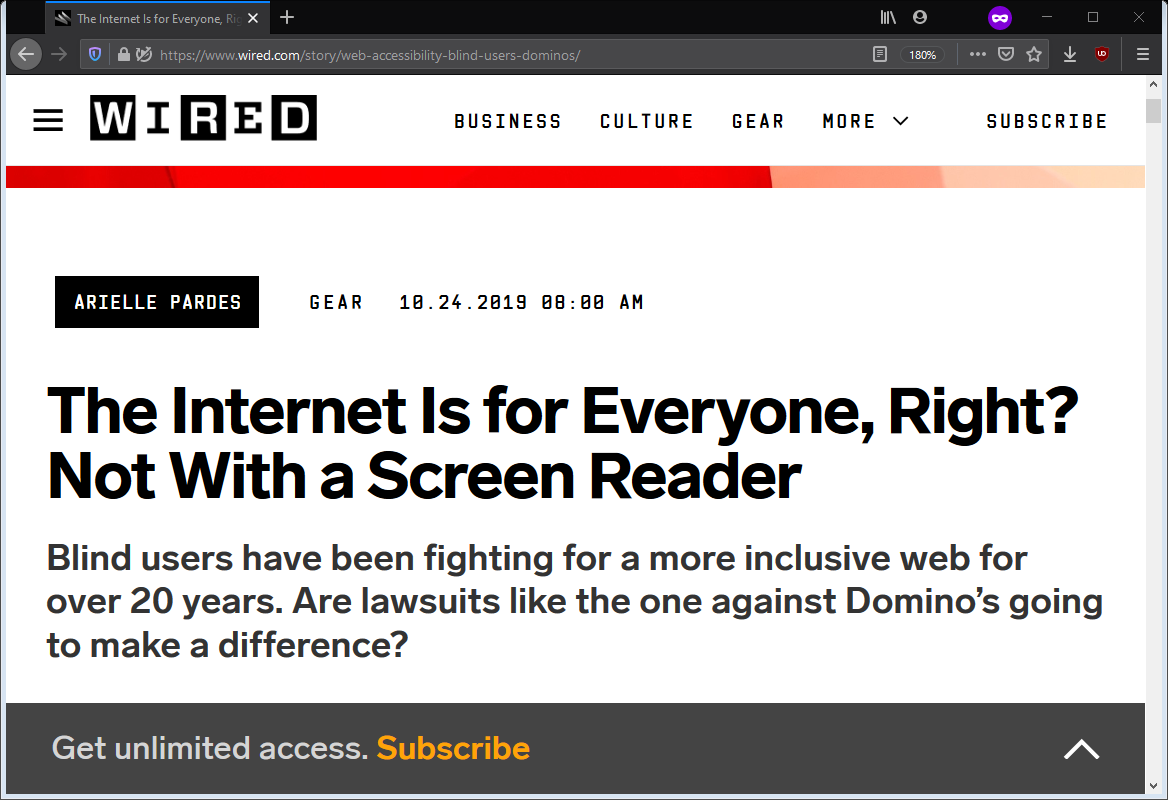 The Internet Is for Everyone, Ri
https://www.wired.com/story/web-accessibility-blind-users-dominos/
180%
WIRED
BUSINESS CULTURE GEAR MORE SUBSCRIBE
ARIELLE PARDES GEAR 10.24.2019 08:00 AM
The Internet Is for Everyone, Right?
Not With a Screen Reader
Blind users have been fighting for a more inclusive web for
over 20 years. Are lawsuits like the one against Domino’s going
to make a difference?
Get unlimited access. Subscribe